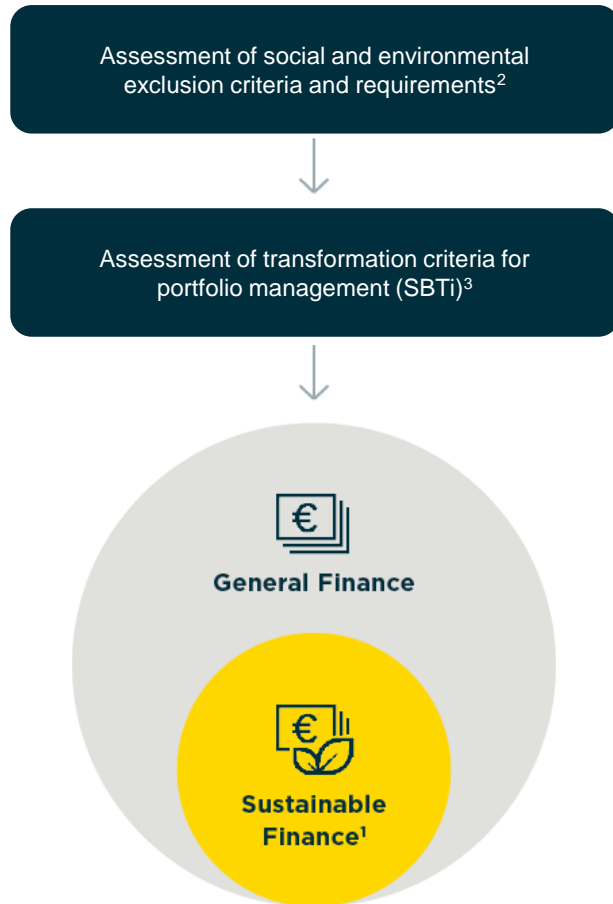 Assessment of social and environmental
exclusion criteria and requirements²
Assessment of transformation criteria for
portfolio management (SBTi)³
€
General Finance
€
Sustainable
Finance¹